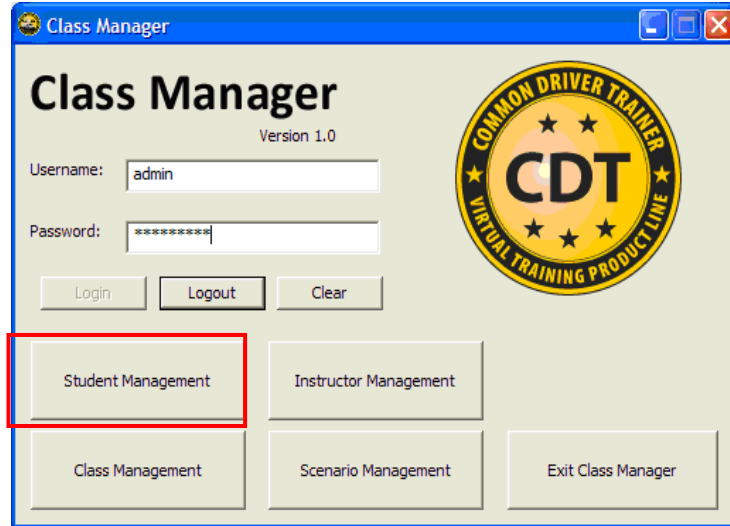 Class Manager
Class Manager
Version 1.0
Username:
admin
Password:
*********
Login
Logout
Clear
COMMON DRIVER TRAINER
CDT
VIRTUAL TRAINING PRODUCT LINE
Student Management
Instructor Management
Class Management
Scenario Management
Exit Class Manager